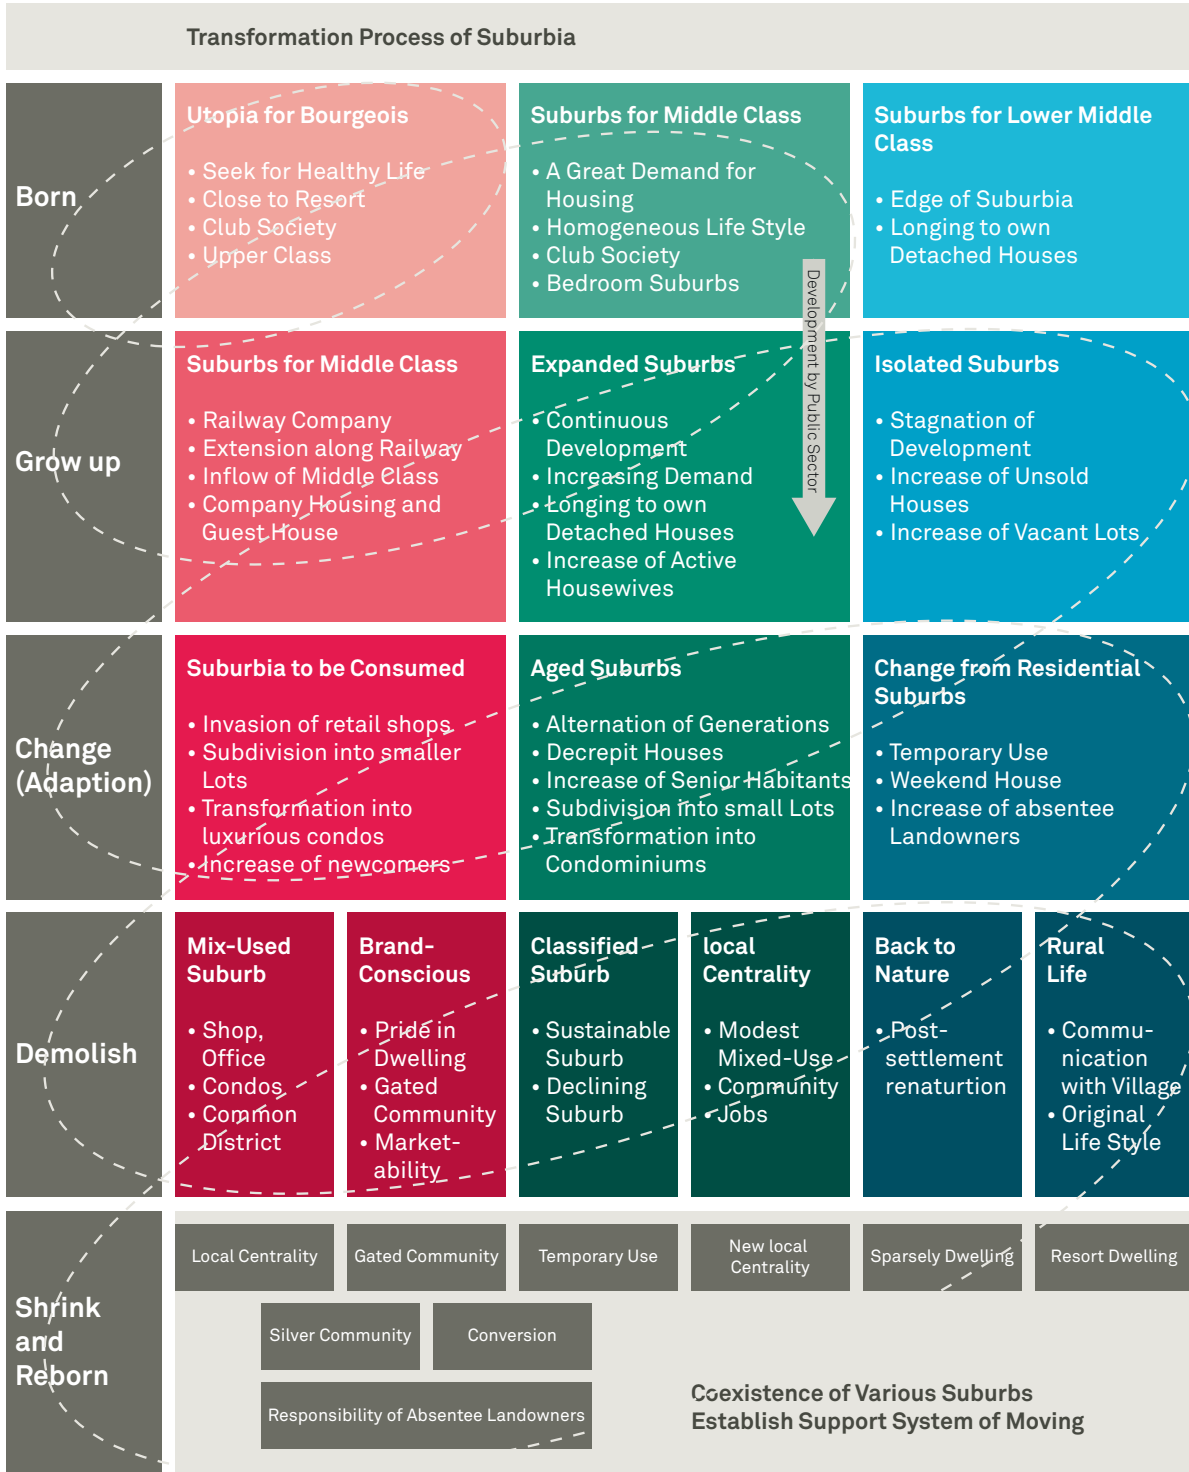 Transformation Process of Suburbia
Born
Utopia for Bourgeois
• Seek for Healthy Life
• Close to Resort
• Club Society
• Upper Class
Suburbs for Middle Class
• A Great Demand for
Housing
• Homogeneous Life Style
• Club Society
• Bedroom Suburbs
Suburbs for Lower Middle
Class
• Edge of Suburbia
• Longing to own
Detached Houses
Development by Public Sector
Grow up
Suburbs for Middle Class
• Railway Company
• Extension along Railway
• Inflow of Middle Class
• Company Housing and
Guest House
Expanded Suburbs
• Continuous
Development
• Increasing Demand
• Longing to own
Detached Houses
• Increase of Active
Housewives
Isolated Suburbs
• Stagnation of
Development
• Increase of Unsold
Houses
• Increase of Vacant Lots
Change
(Adaption)
Suburbia to be Consumed
• Invasion of retail shops
• Subdivision into smaller
Lots
• Transformation into
luxurious condos
• Increase of newcomers
Aged Suburbs
• Alternation of Generations
• Decrepit Houses
• Increase of Senior Habitants
• Subdivision into small Lots
• Transformation into
Condominiums
Change from Residential
Suburbs
• Temporary Use
• Weekend House
• Increase of absentee
Landowners
Demolish
Mix-Used
Suburb
• Shop,
Office
• Condos
• Common
District
Brand-
Conscious
• Pride in
Dwelling
• Gated
Community
• Market-
ability
Classified
Suburb
• Sustainable
Suburb
• Declining
Suburb
local
Centrality
• Modest
Mixed-Use
• Community
• Jobs
Back to
Nature
• Post-
settlement
renaturtion
Rural
Life
• Commu-
nication
with Village
• Original
Life Style
Shrink
and
Reborn
Local Centrality
Gated Community
Temporary Use
New local
Centrality
Sparsely Dwelling
Resort Dwelling
Silver Community
Conversion
Responsibility of Absentee Landowners
Coexistence of Various Suburbs
Establish Support System of Moving